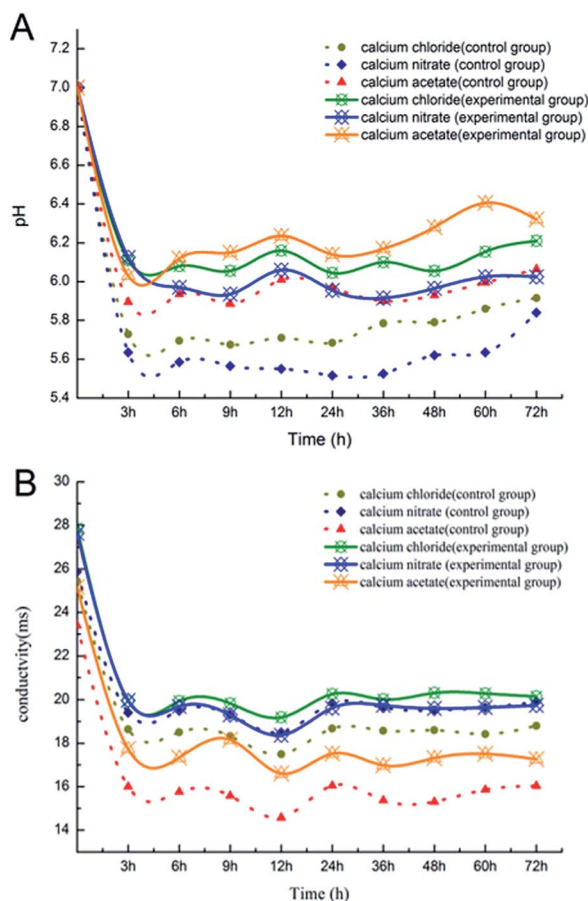 A
7.2
7.0
6.8
6.6
6.4
6.2
6.0
5.8
5.6
5.4
pH
calcium chloride(control group)
calcium nitrate (control group)
calcium acetate(control group)
calcium chloride(experimental group)
calcium nitrate (experimental group)
calcium acetate(experimental group)
3h 6h 9h 12h 24h 36h 48h 60h 72h
Time (h)
B
30
28
26
24
22
20
18
16
14
conductvity(ms)
calcium chloride(control group)
calcium nitrate (control group)
calcium acetate(control group)
calcium chloride(experimental group)
calcium nitrate (experimental group)
calcium acetate(experimental group)
3h 6h 9h 12h 24h 36h 48h 60h 72h
Time (h)